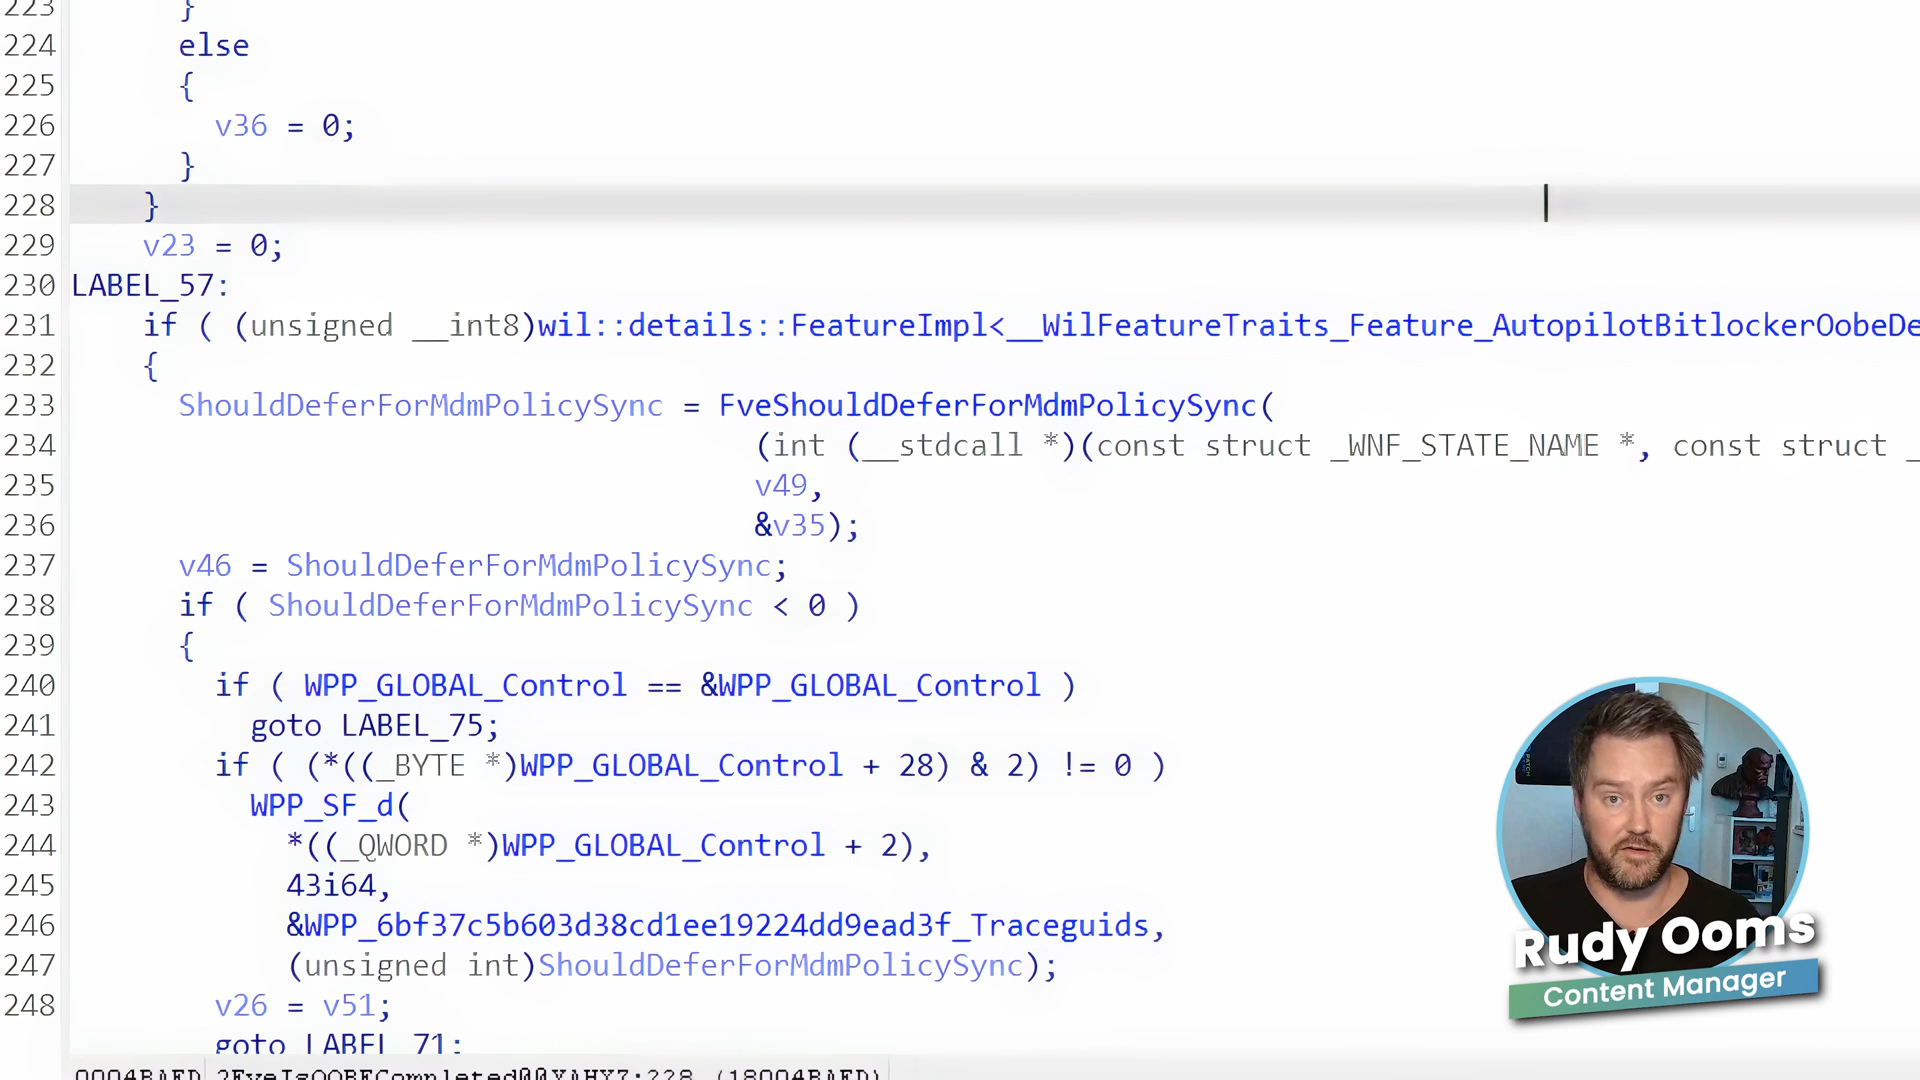 223 }
224 else
225 {
226 v36 = 0;
227 }
228 }
229 v23 = 0;
230 LABEL_57:
231 if ( (unsigned __int8)wil::details::FeatureImpl<__WilFeatureTraits_Feature_AutopilotBitlockerOobeDe
232 {
233 ShouldDeferForMdmPolicySync = FveShouldDeferForMdmPolicySync(
234 (int (__stdcall *)(const struct _WNF_STATE_NAME *, const struct _
235 v49,
236 &v35);
237 v46 = ShouldDeferForMdmPolicySync;
238 if ( ShouldDeferForMdmPolicySync < 0 )
239 {
240 if ( WPP_GLOBAL_Control == &WPP_GLOBAL_Control )
241 goto LABEL_75;
242 if ( (*((_BYTE *)WPP_GLOBAL_Control + 28) & 2) != 0 )
243 WPP_SF_d(
244 *((_QWORD *)WPP_GLOBAL_Control + 2),
245 43i64,
246 &WPP_6bf37c5b603d38cd1ee19224dd9ead3f_Traceguids,
247 (unsigned int)ShouldDeferForMdmPolicySync);
248 v26 = v51;
goto LABEL_71;
Rudy Ooms
Content Manager